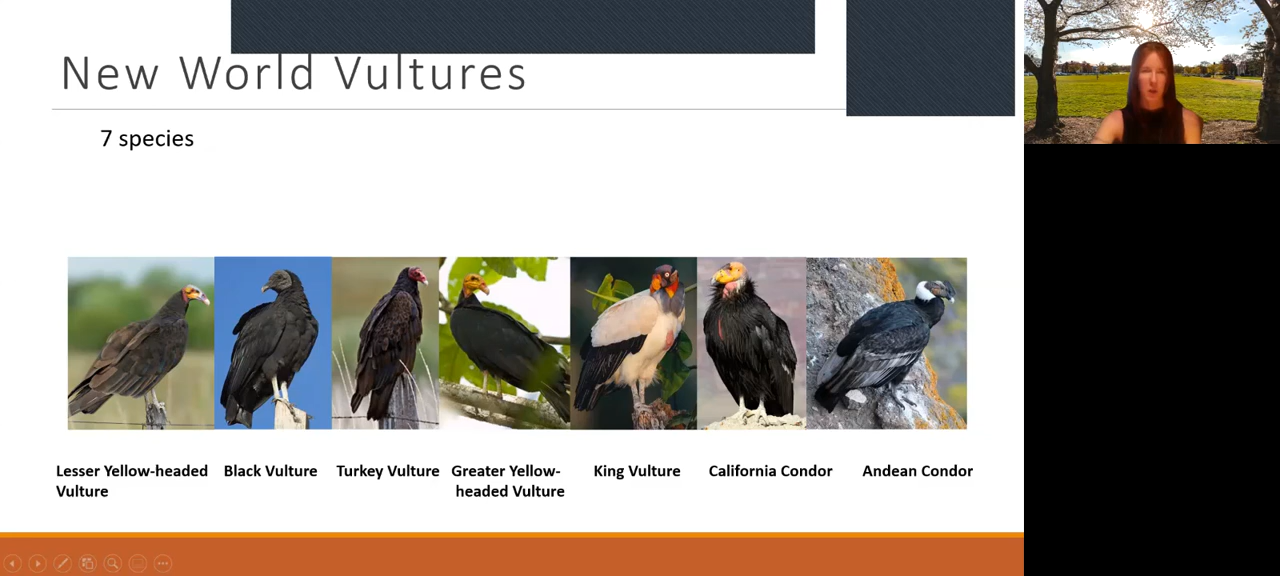 New World Vultures
7 species
Lesser Yellow-headed
Vulture
Black Vulture
Turkey Vulture
Greater Yellow-
headed Vulture
King Vulture
California Condor
Andean Condor